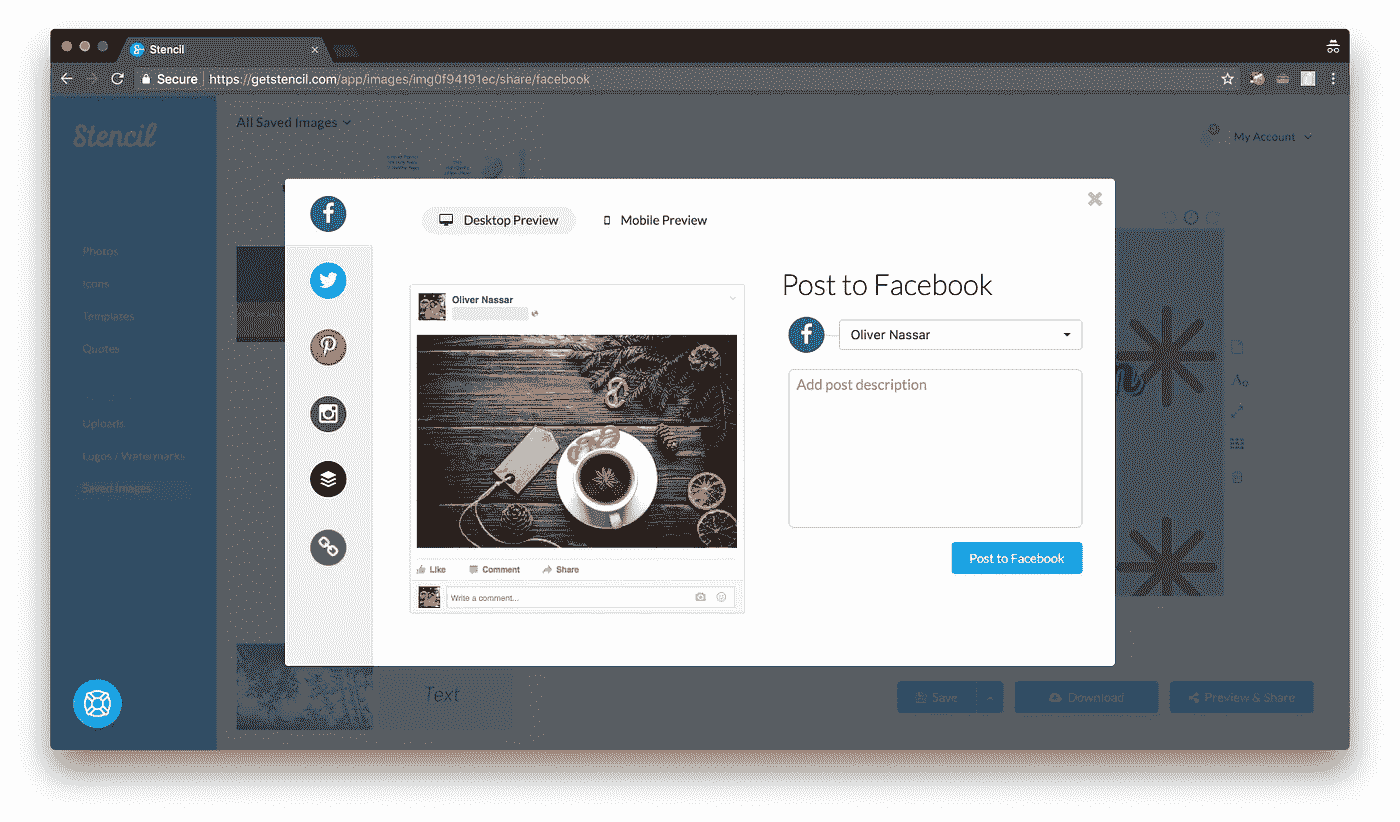 Stencil
Secure https://getstencil.com/app/images/img0f94191ec/share/facebook
Stencil
All Saved Images
My Account
Photos
Icons
Templates
Quotes
Uploads
Logos / Watermarks
Saved Images
Desktop Preview
Mobile Preview
Oliver Nassar
Like
Comment
Share
Write a comment...
Post to Facebook
Oliver Nassar
Add post description
Post to Facebook
Aa
Text
Save
Download
Preview & Share